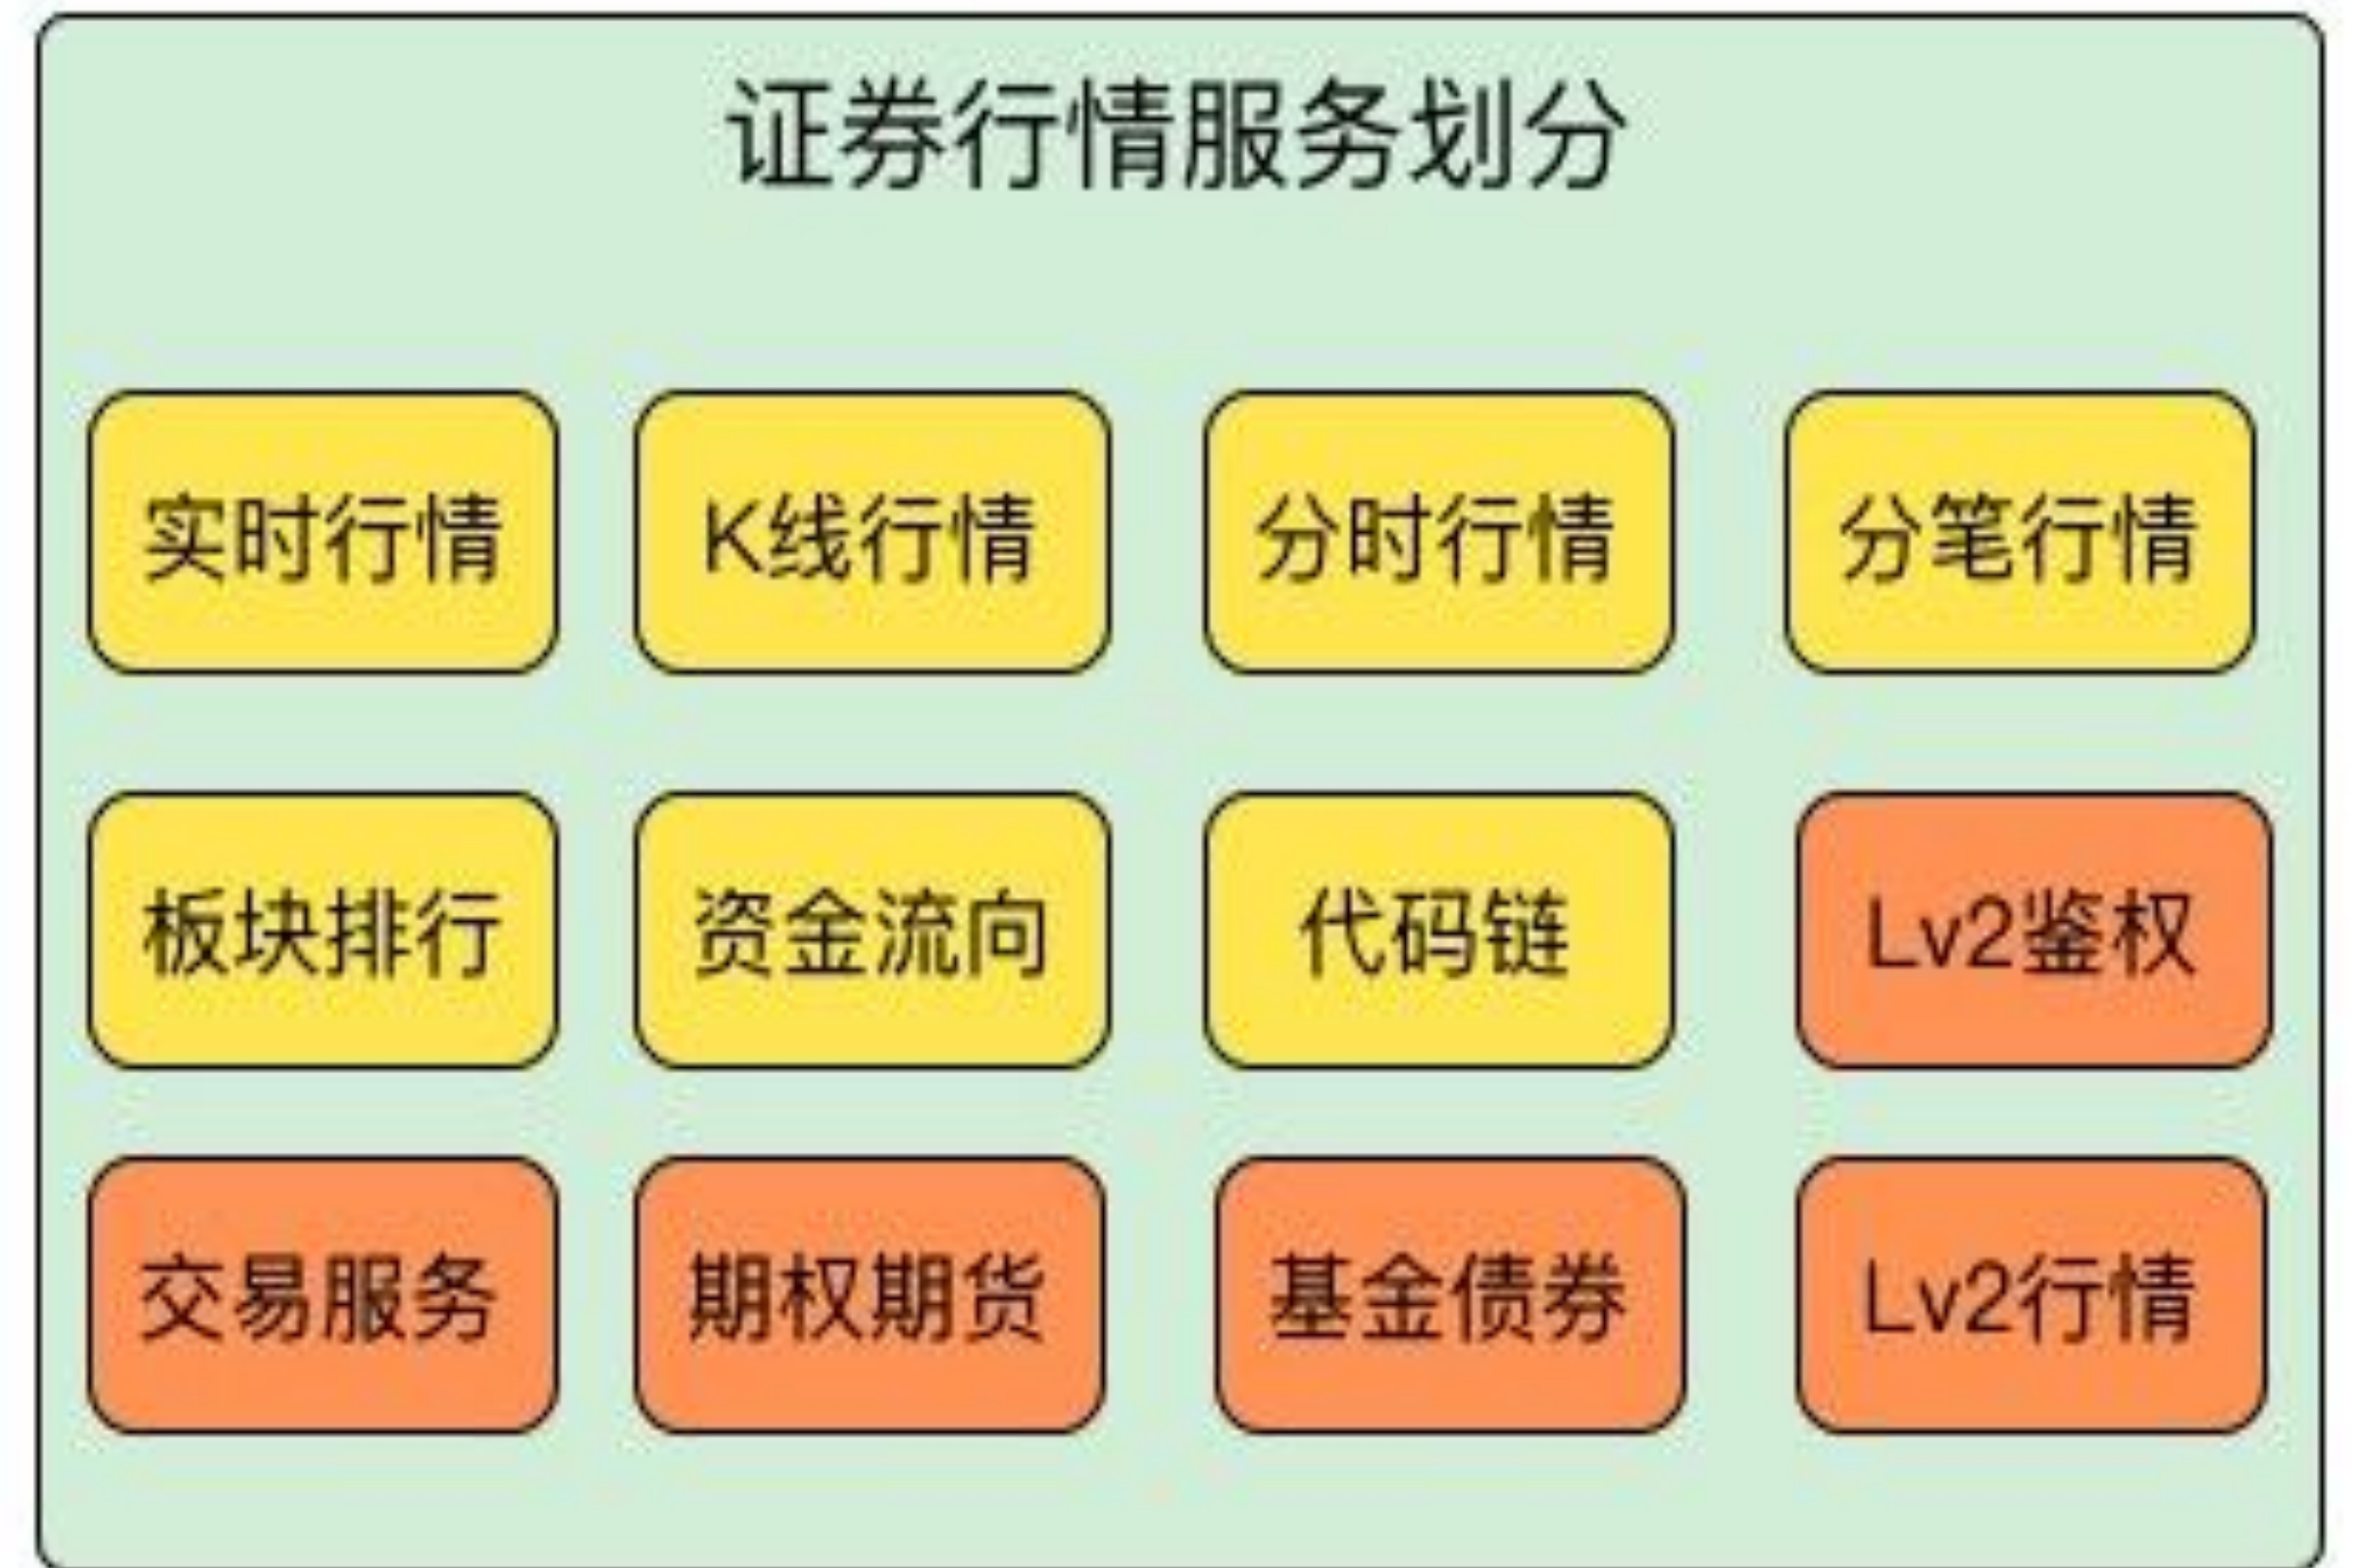 证券行情服务划分
实时行情
K线行情
分时行情
分笔行情
板块排行
资金流向
代码链
Lv2鉴权
交易服务
期权期货
基金债券
Lv2行情